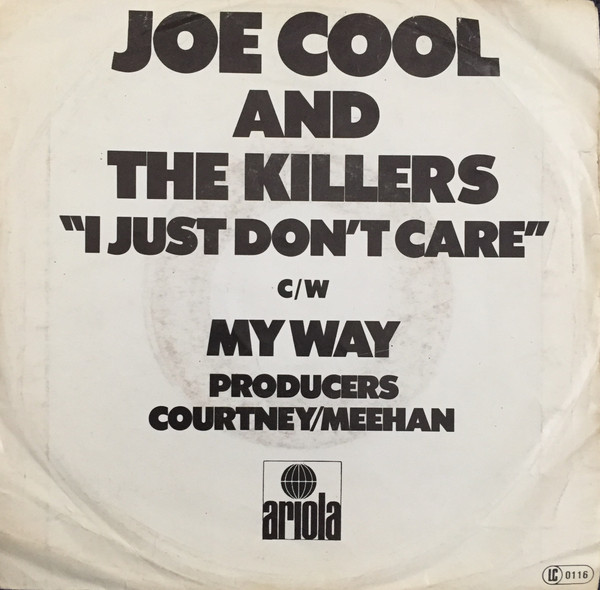 JOE COOL
AND
THE KILLERS
"I JUST DON'T CARE"
C/W
MY WAY
PRODUCERS
COURTNEY/MEEHAN
ariola
LC 0116